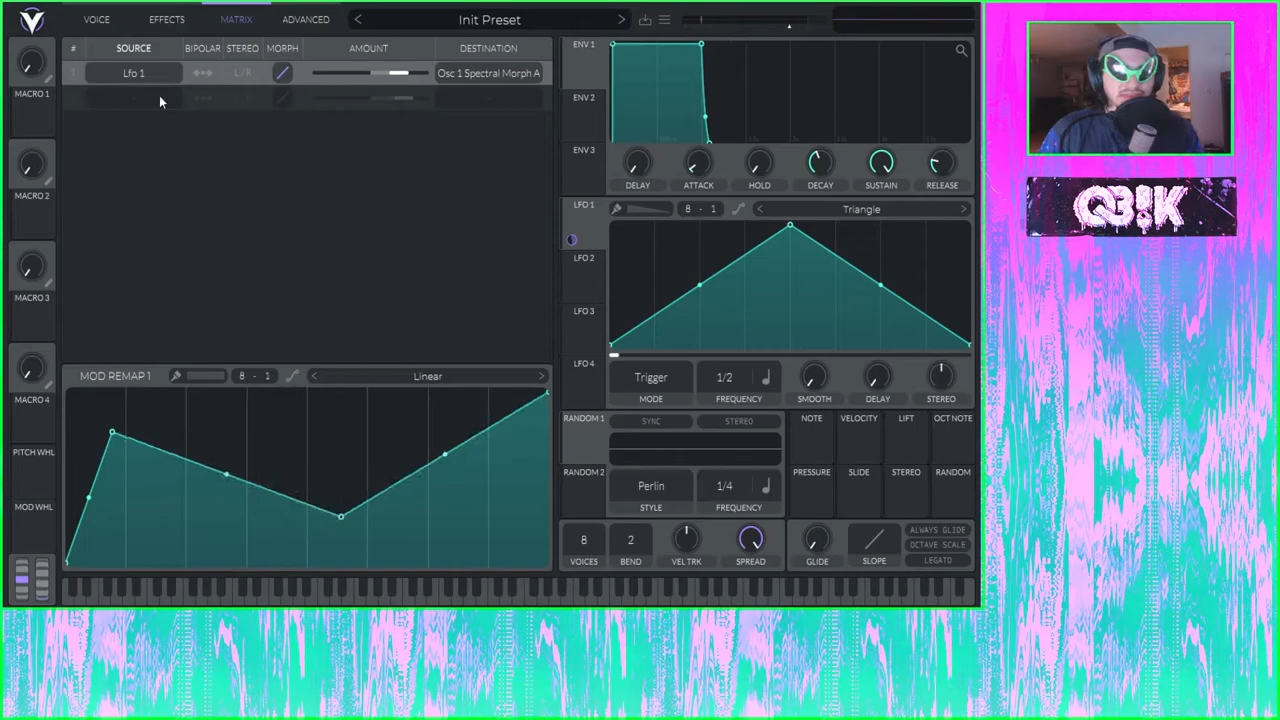 VOICE EFFECTS MATRIX ADVANCED < Init Preset >
# SOURCE BIPOLAR STEREO MORPH AMOUNT DESTINATION
1 Lfo 1 L/R Osc 1 Spectral Morph A
MACRO 1
MACRO 2
MACRO 3
MACRO 4
PITCH WHL
MOD WHL
MOD REMAP 1 8 - 1 < Linear >
ENV 1
ENV 2
ENV 3
DELAY ATTACK HOLD DECAY SUSTAIN RELEASE
LFO 1 8 - 1 < Triangle >
LFO 2
LFO 3
LFO 4
Trigger 1/2
MODE FREQUENCY SMOOTH DELAY STEREO
RANDOM 1 SYNC STEREO
RANDOM 2 Perlin 1/4
STYLE FREQUENCY
NOTE VELOCITY LIFT OCT NOTE
PRESSURE SLIDE STEREO RANDOM
8 2
VOICES BEND VEL TRK SPREAD GLIDE SLOPE
ALWAYS GLIDE
OCTAVE SCALE
LEGATO
QB!K